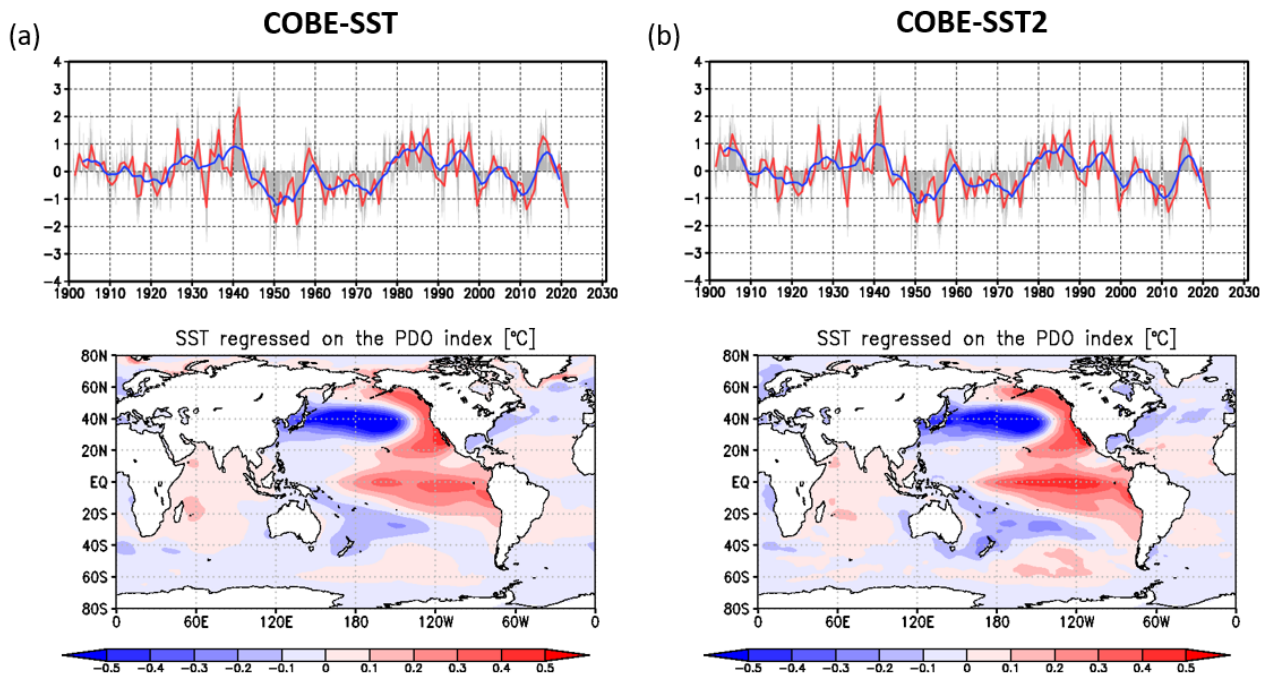 (a) COBE-SST
4
3
2
1
0
−1
−2
−3
−4
1900 1910 1920 1930 1940 1950 1960 1970 1980 1990 2000 2010 2020 2030
SST regressed on the PDO index [°C]
80N
60N
40N
20N
EQ
20S
40S
60S
80S
0 60E 120E 180 120W 60W 0
−0.5 −0.4 −0.3 −0.2 −0.1 0 0.1 0.2 0.3 0.4 0.5
(b) COBE-SST2
4
3
2
1
0
−1
−2
−3
−4
1900 1910 1920 1930 1940 1950 1960 1970 1980 1990 2000 2010 2020 2030
SST regressed on the PDO index [°C]
80N
60N
40N
20N
EQ
20S
40S
60S
80S
0 60E 120E 180 120W 60W 0
−0.5 −0.4 −0.3 −0.2 −0.1 0 0.1 0.2 0.3 0.4 0.5